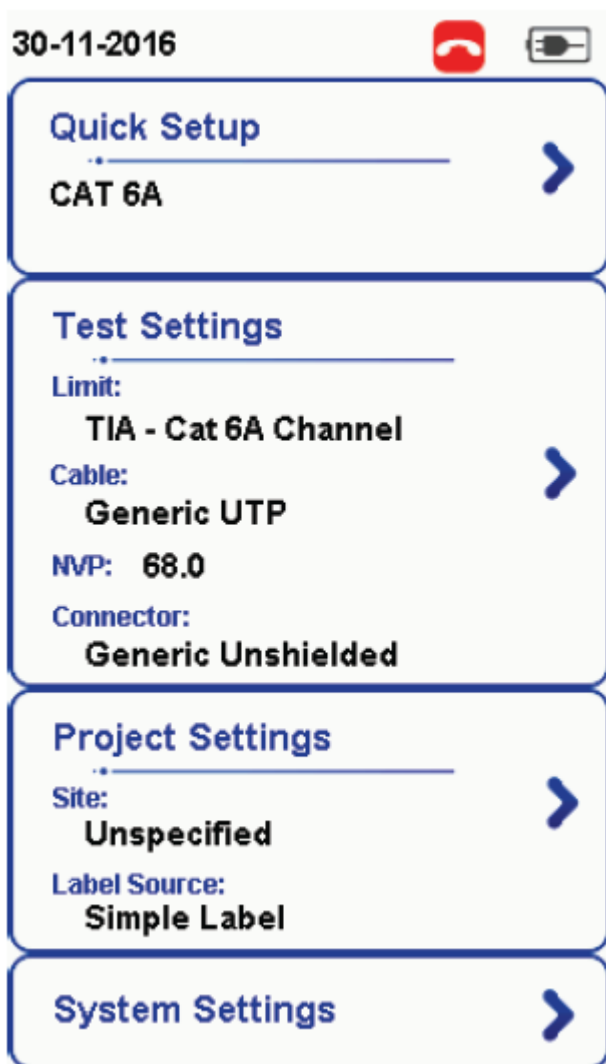 30-11-2016
Quick Setup
CAT 6A
Test Settings
Limit:
TIA - Cat 6A Channel
Cable:
Generic UTP
NVP: 68.0
Connector:
Generic Unshielded
Project Settings
Site:
Unspecified
Label Source:
Simple Label
System Settings